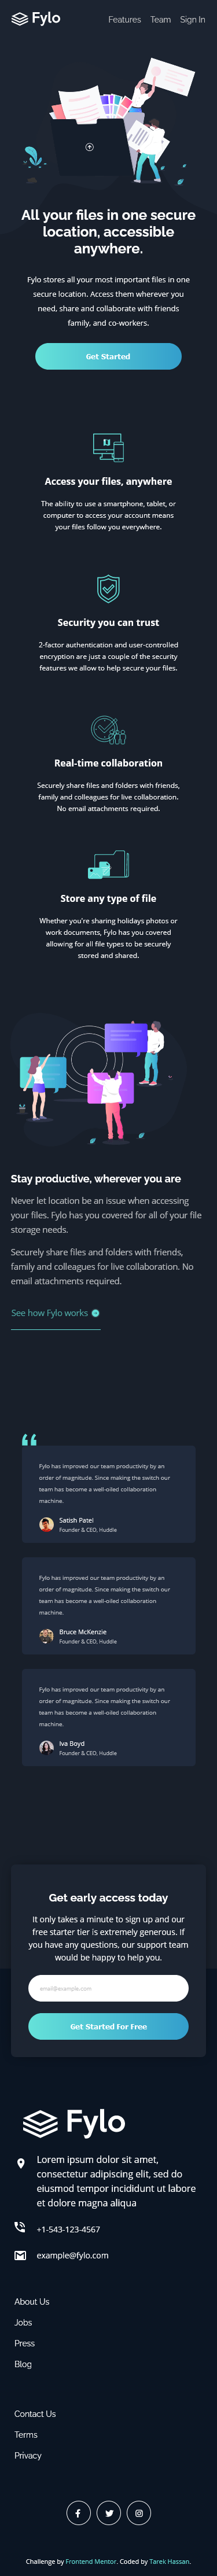 Fylo
Features Team Sign In
All your files in one secure
location, accessible
anywhere.
Fylo stores all your most important files in one
secure location. Access them wherever you
need, share and collaborate with friends
family, and co-workers.
Get Started
Access your files, anywhere
The ability to use a smartphone, tablet, or
computer to access your account means
your files follow you everywhere.
Security you can trust
2-factor authentication and user-controlled
encryption are just a couple of the security
features we allow to help secure your files.
Real-time collaboration
Securely share files and folders with friends,
family and colleagues for live collaboration.
No email attachments required.
Store any type of file
Whether you're sharing holidays photos or
work documents, Fylo has you covered
allowing for all file types to be securely
stored and shared.
Stay productive, wherever you are
Never let location be an issue when accessing
your files. Fylo has you covered for all of your file
storage needs.
Securely share files and folders with friends,
family and colleagues for live collaboration. No
email attachments required.
See how Fylo works
Fylo has improved our team productivity by an
order of magnitude. Since making the switch our
team has become a well-oiled collaboration
machine.
Satish Patel
Founder & CEO, Huddle
Fylo has improved our team productivity by an
order of magnitude. Since making the switch our
team has become a well-oiled collaboration
machine.
Bruce McKenzie
Founder & CEO, Huddle
Fylo has improved our team productivity by an
order of magnitude. Since making the switch our
team has become a well-oiled collaboration
machine.
Iva Boyd
Founder & CEO, Huddle
Get early access today
It only takes a minute to sign up and our
free starter tier is extremely generous. If
you have any questions, our support team
would be happy to help you.
email@example.com
Get Started For Free
Fylo
Lorem ipsum dolor sit amet,
consectetur adipiscing elit, sed do
eiusmod tempor incididunt ut labore
et dolore magna aliqua
+1-543-123-4567
example@fylo.com
About Us
Jobs
Press
Blog
Contact Us
Terms
Privacy
Challenge by Frontend Mentor. Coded by Tarek Hassan.